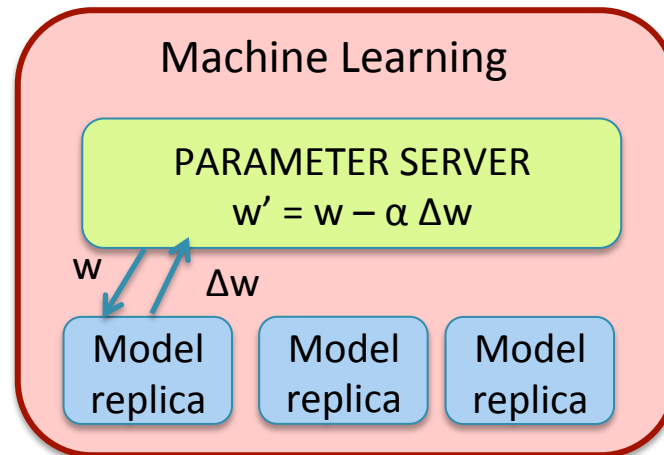 Machine Learning
PARAMETER SERVER
w’ = w – α Δw
w
Δw
Model
replica
Model
replica
Model
replica